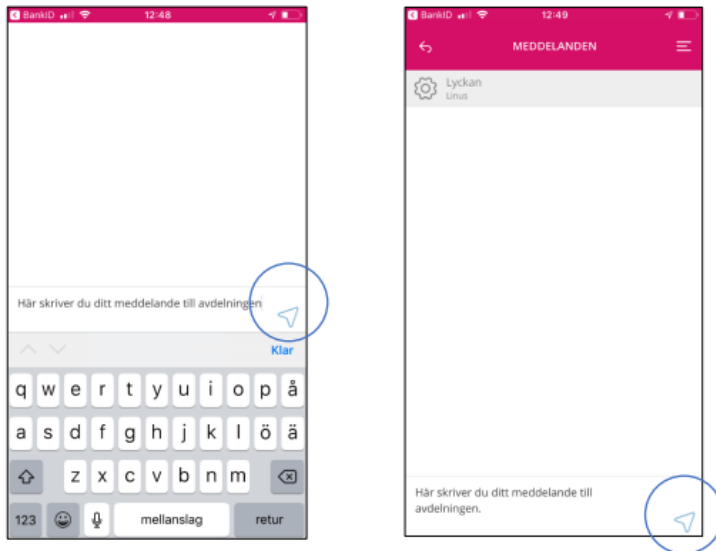 BankID 12:48
Här skriver du ditt meddelande till avdelningen
Klar
q w e r t y u i o p å
a s d f g h j k l ö ä
z x c v b n m
123 mellanslag retur
BankID 12:49
MEDDELANDEN
Lyckan
Linus
Här skriver du ditt meddelande till
avdelningen.